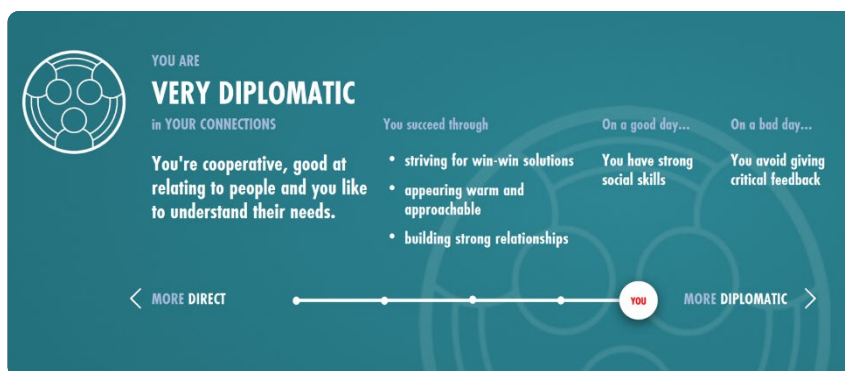 YOU ARE
VERY DIPLOMATIC
in YOUR CONNECTIONS
You're cooperative, good at
relating to people and you like
to understand their needs.
You succeed through
• striving for win-win solutions
• appearing warm and
approachable
• building strong relationships
On a good day...
You have strong
social skills
On a bad day...
You avoid giving
critical feedback
MORE DIRECT
YOU
MORE DIPLOMATIC